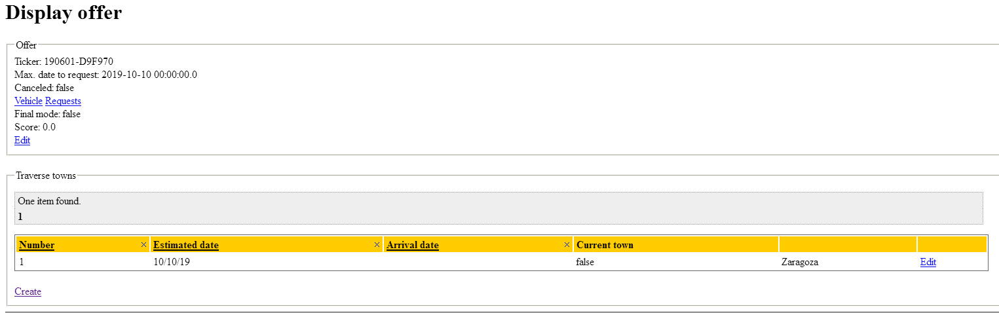 Display offer
Offer
Ticker: 190601-D9F970
Max. date to request: 2019-10-10 00:00:00.0
Canceled: false
Vehicle Requests
Final mode: false
Score: 0.0
Edit
Traverse towns
One item found.
1
Number Estimated date Arrival date Current town
1 10/10/19 false Zaragoza Edit
Create